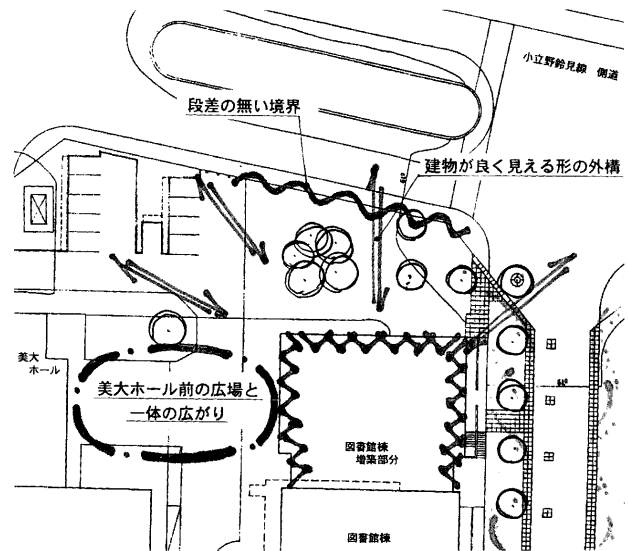 小立野鈴見線 側道
段差の無い境界
建物が良く見える形の外構
美大
ホール
美大ホール前の広場と
一体の広がり
図書館棟
増築部分
図書館棟